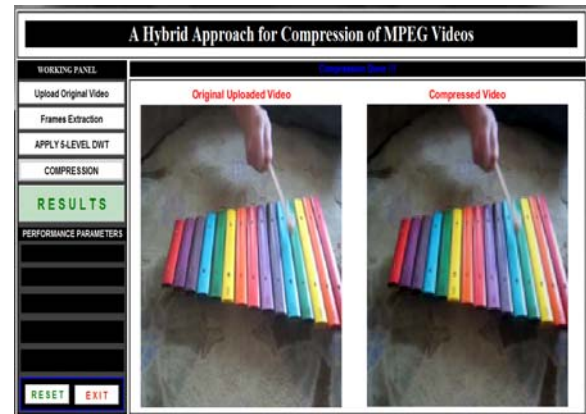 A Hybrid Approach for Compression of MPEG Videos
WORKING PANEL
Upload Original Video
Frames Extraction
APPLY 5-LEVEL DWT
COMPRESSION
RESULTS
PERFORMANCE PARAMETERS
RESET
EXIT
Original Uploaded Video
Compressed Video